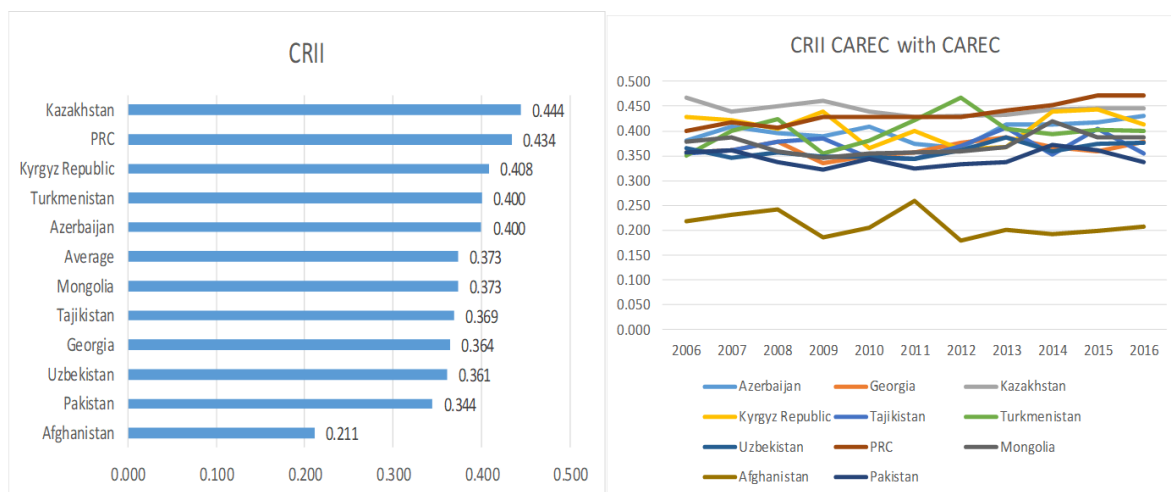 CRII
Kazakhstan 0.444
PRC 0.434
Kyrgyz Republic 0.408
Turkmenistan 0.400
Azerbaijan 0.400
Average 0.373
Mongolia 0.373
Tajikistan 0.369
Georgia 0.364
Uzbekistan 0.361
Pakistan 0.344
Afghanistan 0.211
0.000 0.100 0.200 0.300 0.400 0.500
CRII CAREC with CAREC
0.500
0.450
0.400
0.350
0.300
0.250
0.200
0.150
0.100
0.050
0.000
2006 2007 2008 2009 2010 2011 2012 2013 2014 2015 2016
Azerbaijan Georgia Kazakhstan
Kyrgyz Republic Tajikistan Turkmenistan
Uzbekistan PRC Mongolia
Afghanistan Pakistan